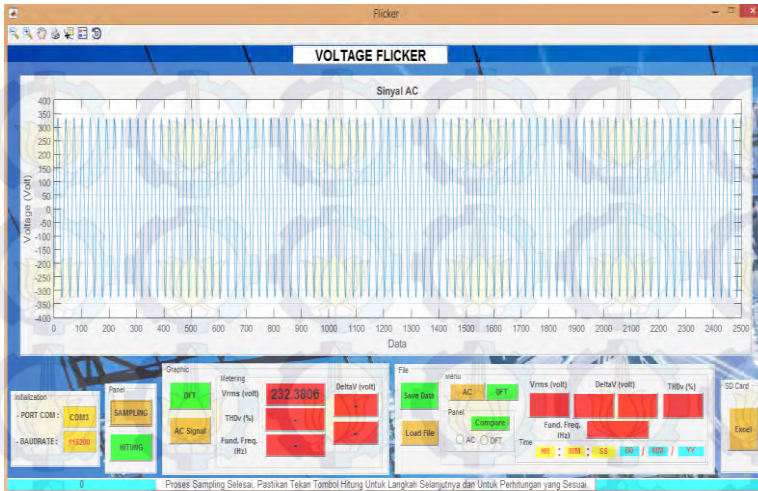 Flicker
VOLTAGE FLICKER
Sinyal AC
Voltage (Volt)
400
350
300
250
200
150
100
50
0
-50
-100
-150
-200
-250
-300
-350
-400
0 100 200 300 400 500 600 700 800 900 1000 1100 1200 1300 1400 1500 1600 1700 1800 1900 2000 2100 2200 2300 2400 2500
Data
Initialization
- PORT COM : COM3
- BAUDRATE : 115200
Panel
SAMPLING
HITUNG
Graphic
DFT
AC Signal
Metering
Vrms (volt) 232.3806
DeltaV (volt)
-
THDv (%) -
-
Fund. Freq. (Hz) -
File
Save Data
Load File
Menu
AC DFT
Panel
Compare
AC DFT
Vrms (volt) DeltaV (volt) THDv (%)
Fund. Freq.
(Hz)
Time
HH : MM : SS DD / MM / YY
SD Card
Excel
0
Proses Sampling Selesai, Pastikan Tekan Tombol Hitung Untuk Langkah Selanjutnya dan Untuk Perhitungan yang Sesuai.